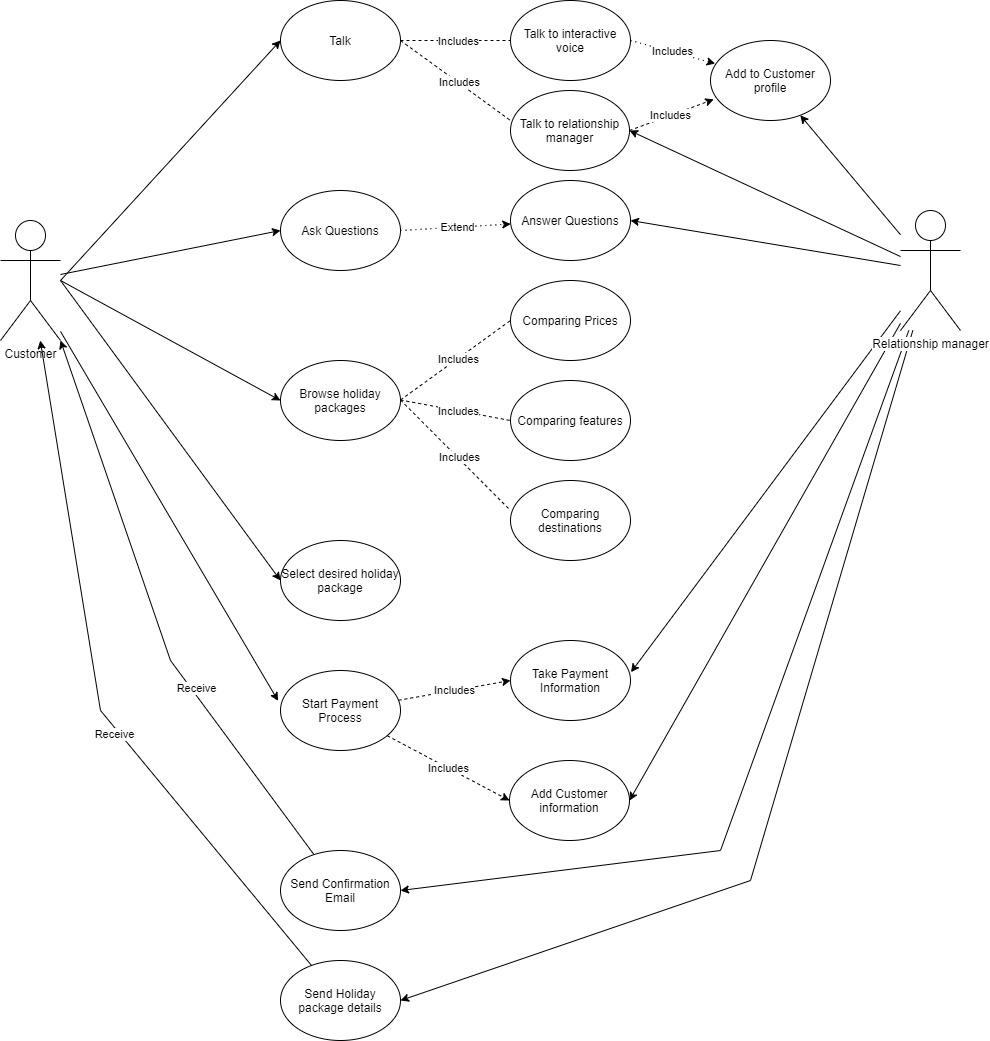 Talk
Includes
Talk to interactive
voice
Includes
Add to Customer
profile
Includes
Talk to relationship
manager
Includes
Ask Questions
Extend
Answer Questions
Customer
Relationship manager
Comparing Prices
Includes
Browse holiday
packages
Includes
Comparing features
Includes
Comparing
destinations
Select desired holiday
package
Receive
Start Payment
Process
Includes
Take Payment
Information
Receive
Includes
Add Customer
information
Send Confirmation
Email
Send Holiday
package details